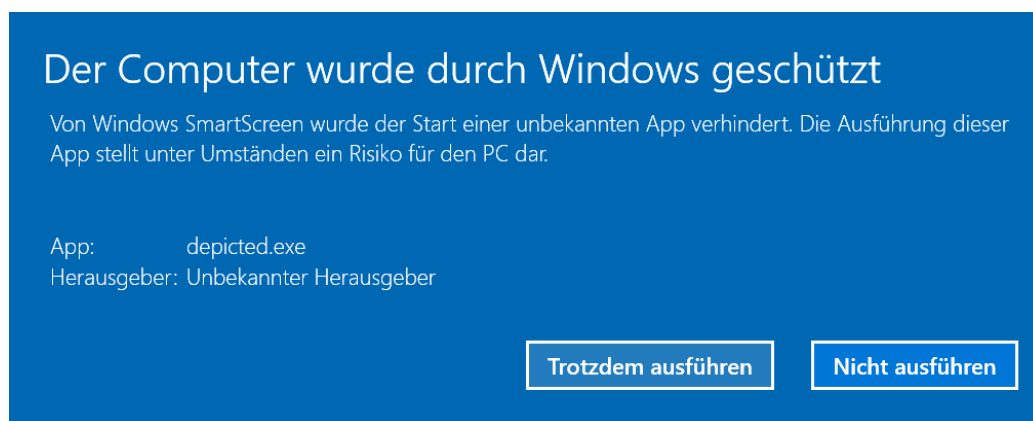 Der Computer wurde durch Windows geschützt
Von Windows SmartScreen wurde der Start einer unbekannten App verhindert. Die Ausführung dieser
App stellt unter Umständen ein Risiko für den PC dar.
App: depicted.exe
Herausgeber: Unbekannter Herausgeber
Trotzdem ausführen Nicht ausführen